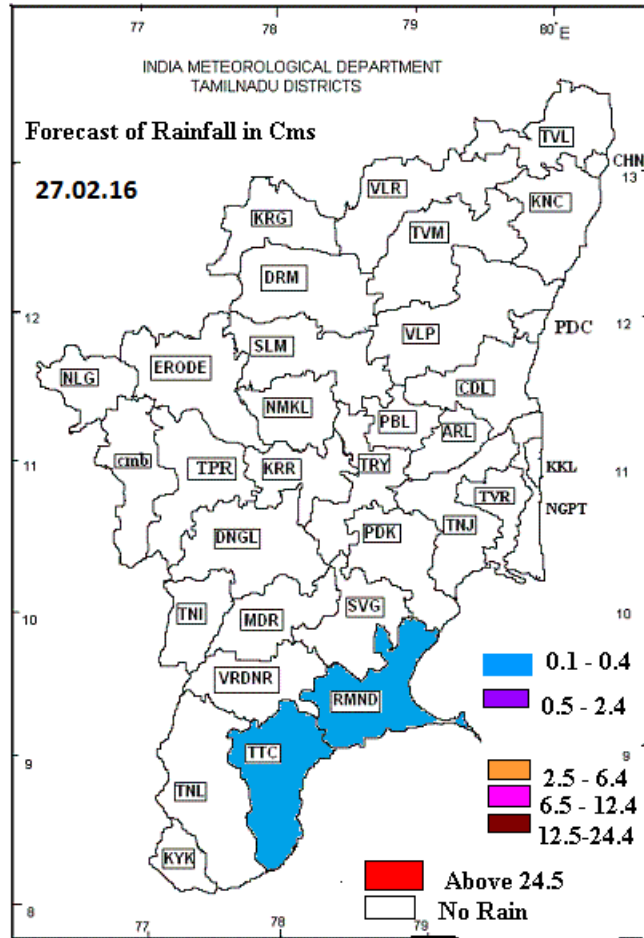 77 78 79 80°E
INDIA METEOROLOGICAL DEPARTMENT
TAMILNADU DISTRICTS
Forecast of Rainfall in Cms
TVL
CHN
13
27.02.16
VLR
KNC
KRG
TVM
DRM
12
12
PDC
SLM
VLP
ERODE
NLG
CDL
NMKL
PBL
ARL
11
cmb
TPR
KRR
TRY
11
KKL
TVR
NGPT
TNJ
DNGL
PDK
10
TNI
MDR
SVG
10
VRDNR
RMND
0.1 - 0.4
0.5 - 2.4
9
TTC
9
TNL
2.5 - 6.4
6.5 - 12.4
12.5-24.4
KYK
Above 24.5
8
No Rain
77 78 79